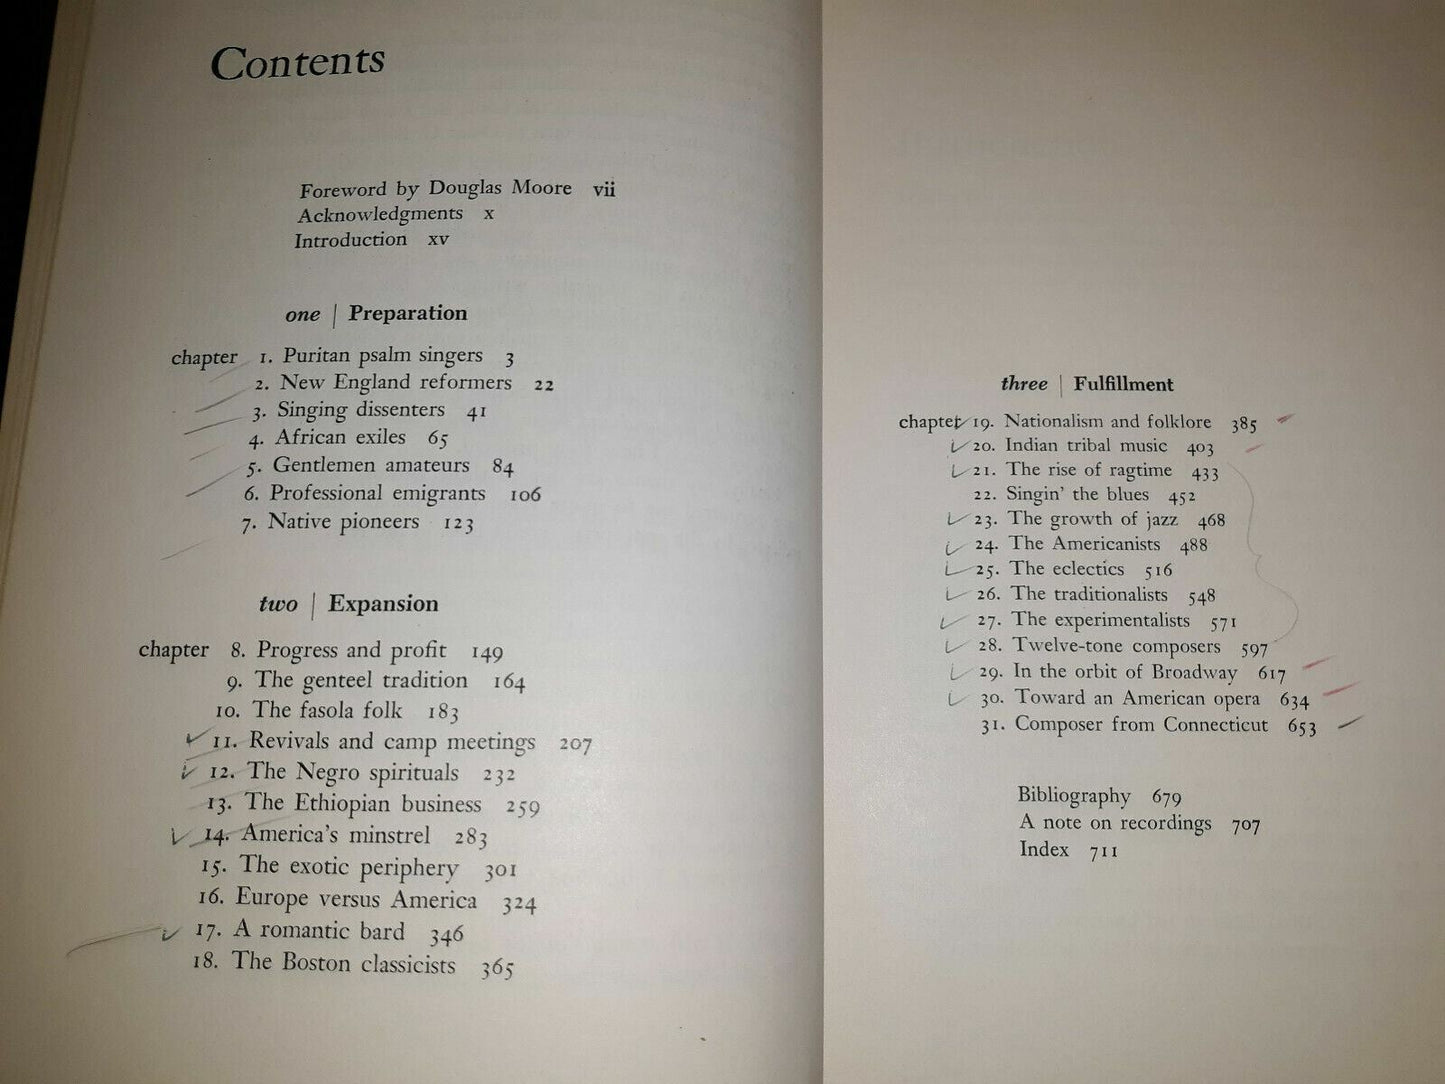 Contents
Foreword by Douglas Moore vii
Acknowledgments x
Introduction xv
one | Preparation
chapter 1. Puritan psalm singers 3
2. New England reformers 22
3. Singing dissenters 41
4. African exiles 65
5. Gentlemen amateurs 84
6. Professional emigrants 106
7. Native pioneers 123
two | Expansion
chapter 8. Progress and profit 149
9. The genteel tradition 164
10. The fasola folk 183
11. Revivals and camp meetings 207
12. The Negro spirituals 232
13. The Ethiopian business 259
14. America's minstrel 283
15. The exotic periphery 301
16. Europe versus America 324
17. A romantic bard 346
18. The Boston classicists 365
three | Fulfillment
chapter 19. Nationalism and folklore 385
20. Indian tribal music 403
21. The rise of ragtime 433
22. Singin' the blues 452
23. The growth of jazz 468
24. The Americanists 488
25. The eclectics 516
26. The traditionalists 548
27. The experimentalists 571
28. Twelve-tone composers 597
29. In the orbit of Broadway 617
30. Toward an American opera 634
31. Composer from Connecticut 653
Bibliography 679
A note on recordings 707
Index 711